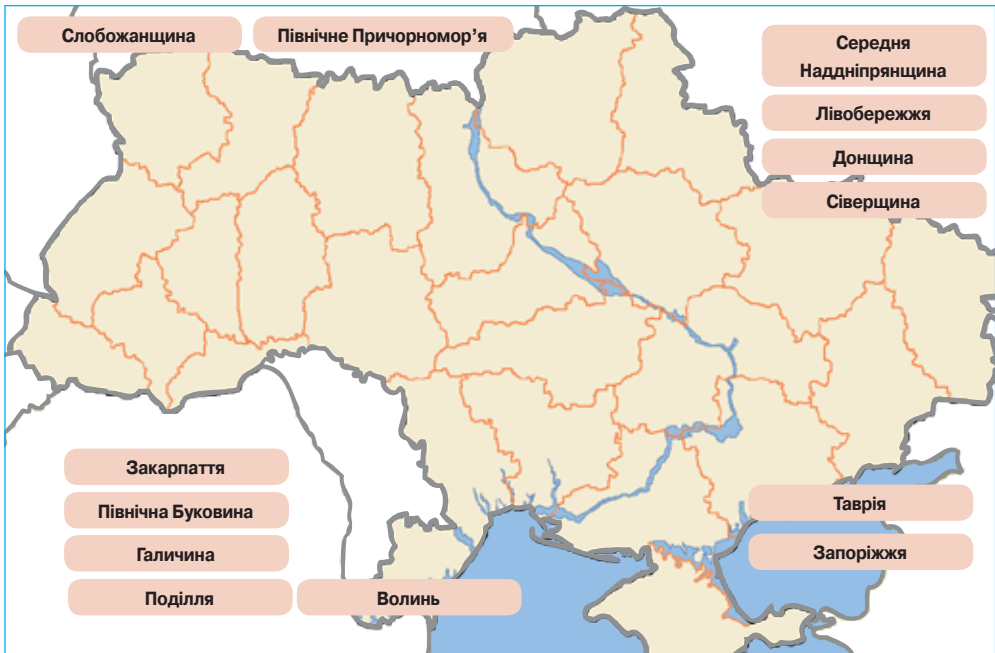 Слобожанщина
Північне Причорномор’я
Середня
Наддніпрянщина
Лівобережжя
Донщина
Сіверщина
Закарпаття
Північна Буковина
Галичина
Поділля
Волинь
Таврія
Запоріжжя